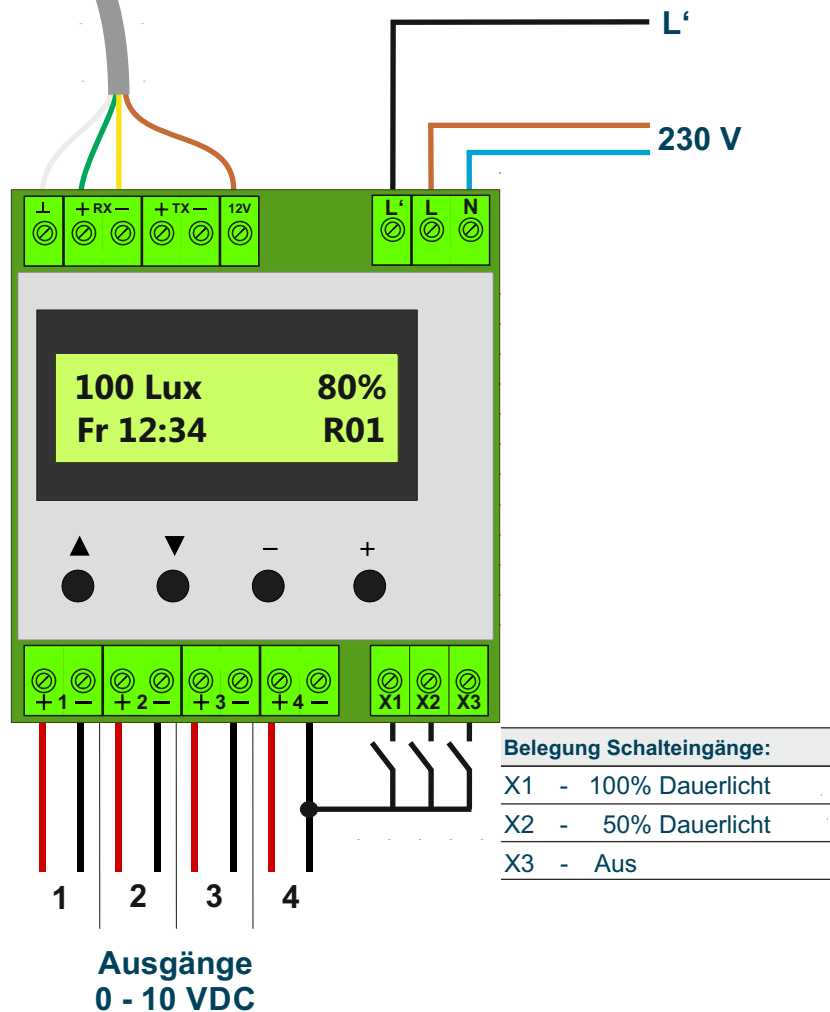 L‘
230 V
⊥ + RX − + TX − 12V
L‘ L N
100 Lux 80%
Fr 12:34 R01
▲ ▼ − +
+ 1 − + 2 − + 3 − + 4 −
X1 X2 X3
Belegung Schalteingänge:
X1 - 100% Dauerlicht
X2 - 50% Dauerlicht
X3 - Aus
1 2 3 4
Ausgänge
0 - 10 VDC